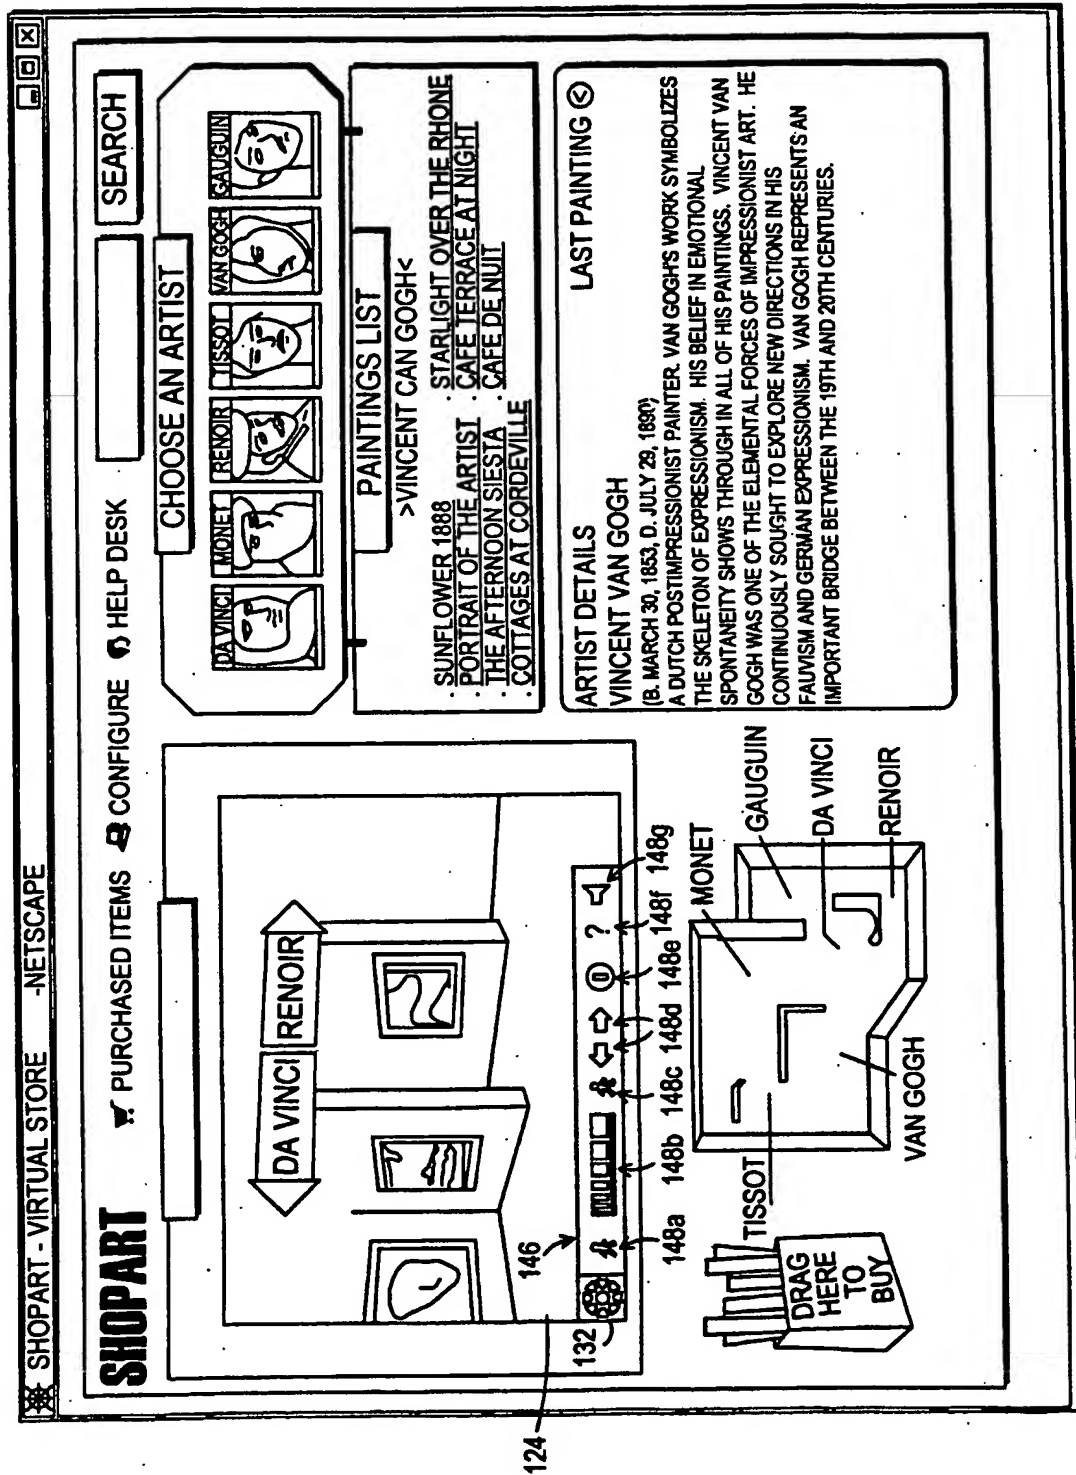 SHOPART - VIRTUAL STORE -NETSCAPE
SHOPART
PURCHASED ITEMS
CONFIGURE
HELP DESK
SEARCH
CHOOSE AN ARTIST
DA VINCI
MONET
RENOIR
TISSOT
VAN GOGH
GAUGUIN
PAINTINGS LIST
>VINCENT CAN GOGH<
. SUNFLOWER 1888
. PORTRAIT OF THE ARTIST
. THE AFTERNOON SIESTA
. COTTAGES AT CORDEVILLE
. STARLIGHT OVER THE RHONE
. CAFE TERRACE AT NIGHT
. CAFE DE NUIT
DA VINCI
RENOIR
124
132
146
148a
148b
148c
148d
148e
148f
148g
?
ARTIST DETAILS
LAST PAINTING <
VINCENT VAN GOGH
(B. MARCH 30, 1853, D. JULY 29, 1890)
A DUTCH POSTIMPRESSIONIST PAINTER. VAN GOGH'S WORK SYMBOLIZES
THE SKELETON OF EXPRESSIONISM. HIS BELIEF IN EMOTIONAL
SPONTANEITY SHOWS THROUGH IN ALL OF HIS PAINTINGS. VINCENT VAN
GOGH WAS ONE OF THE ELEMENTAL FORCES OF IMPRESSIONIST ART. HE
CONTINUOUSLY SOUGHT TO EXPLORE NEW DIRECTIONS IN HIS
FAUVISM AND GERMAN EXPRESSIONISM. VAN GOGH REPRESENTS AN
IMPORTANT BRIDGE BETWEEN THE 19TH AND 20TH CENTURIES.
DRAG
HERE
TO
BUY
TISSOT
VAN GOGH
MONET
GAUGUIN
DA VINCI
RENOIR